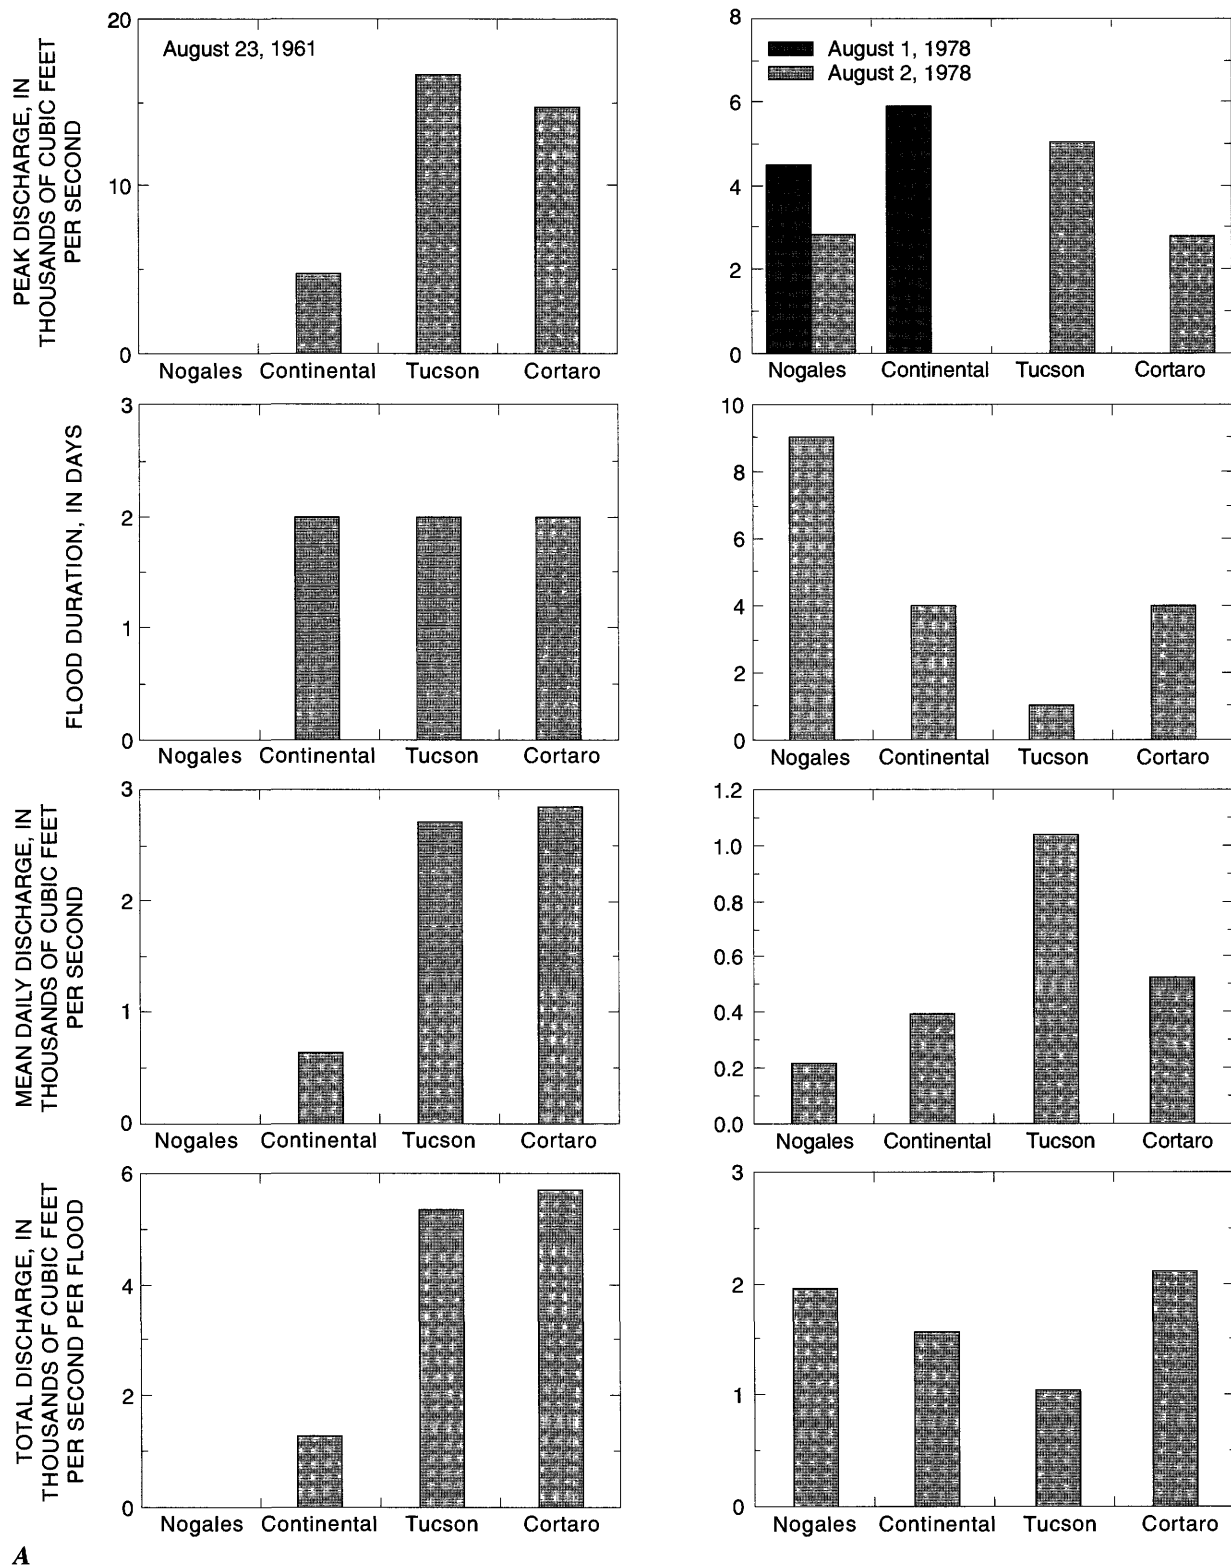 PEAK DISCHARGE, IN
THOUSANDS OF CUBIC FEET
PER SECOND
20
10
0
August 23, 1961
Nogales Continental Tucson Cortaro
8
6
4
2
0
August 1, 1978
August 2, 1978
Nogales Continental Tucson Cortaro
FLOOD DURATION, IN DAYS
3
2
1
0
Nogales Continental Tucson Cortaro
10
8
6
4
2
0
Nogales Continental Tucson Cortaro
MEAN DAILY DISCHARGE, IN
THOUSANDS OF CUBIC FEET
PER SECOND
3
2
1
0
Nogales Continental Tucson Cortaro
1.2
1.0
0.8
0.6
0.4
0.2
0.0
Nogales Continental Tucson Cortaro
TOTAL DISCHARGE, IN
THOUSANDS OF CUBIC FEET
PER SECOND PER FLOOD
6
4
2
0
Nogales Continental Tucson Cortaro
3
2
1
0
Nogales Continental Tucson Cortaro
A